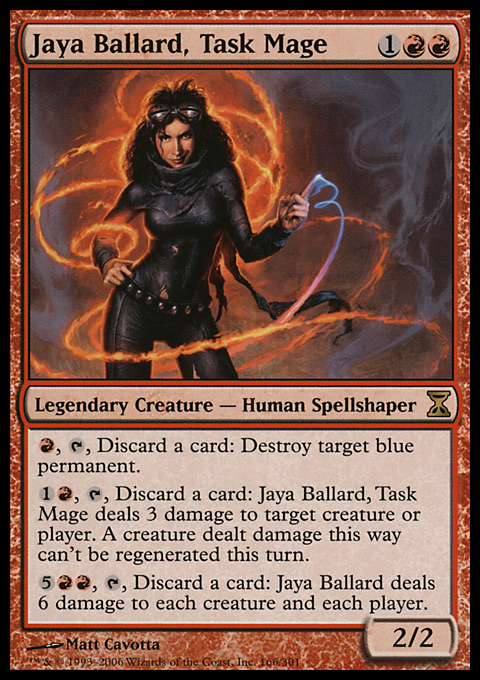 Jaya Ballard, Task Mage 1
Legendary Creature — Human Spellshaper
, , Discard a card: Destroy target blue
permanent.
1 , , Discard a card: Jaya Ballard, Task
Mage deals 3 damage to target creature or
player. A creature dealt damage this way
can't be regenerated this turn.
5 , , Discard a card: Jaya Ballard deals
6 damage to each creature and each player.
Matt Cavotta
2/2
™ & © 1993–2006 Wizards of the Coast, Inc. 166/301